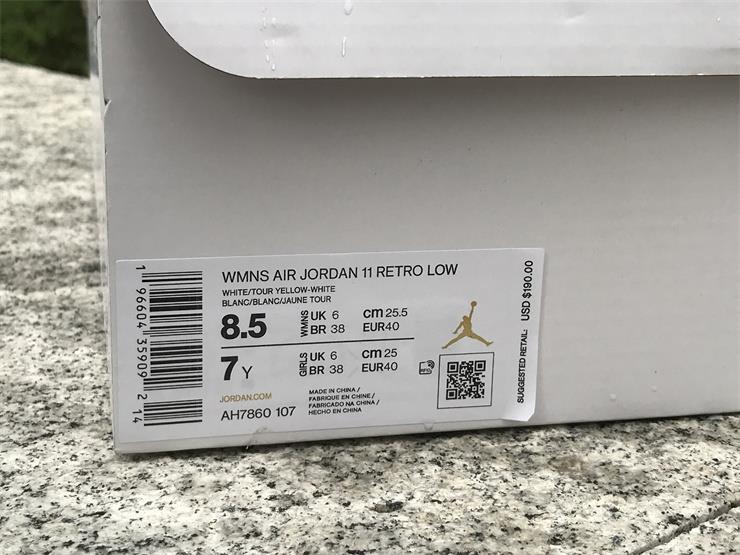 WMNS AIR JORDAN 11 RETRO LOW
WHITE/TOUR YELLOW-WHITE
BLANC/BLANC/JAUNE TOUR
8.5 WMNS UK 6 cm 25.5
BR 38 EUR40
7Y GIRLS UK 6 cm 25
BR 38 EUR40
JORDAN.COM
AH7860 107
MADE IN CHINA /
FABRIQUE EN CHINE /
FABRICADO NA CHINA /
HECHO EN CHINA
RFID
SUGGESTED RETAIL: USD $190.00
1 96604 35909 2 14